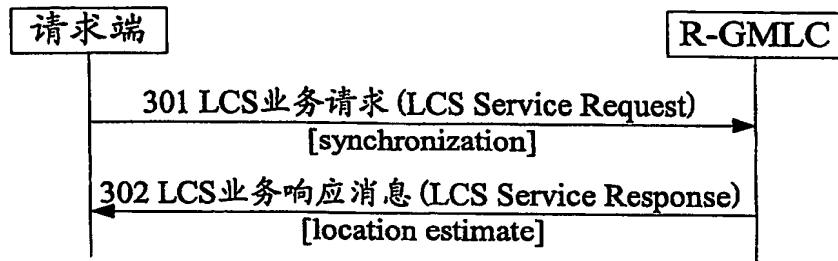 请求端
R-GMLC
301 LCS业务请求 (LCS Service Request)
[synchronization]
302 LCS业务响应消息 (LCS Service Response)
[location estimate]